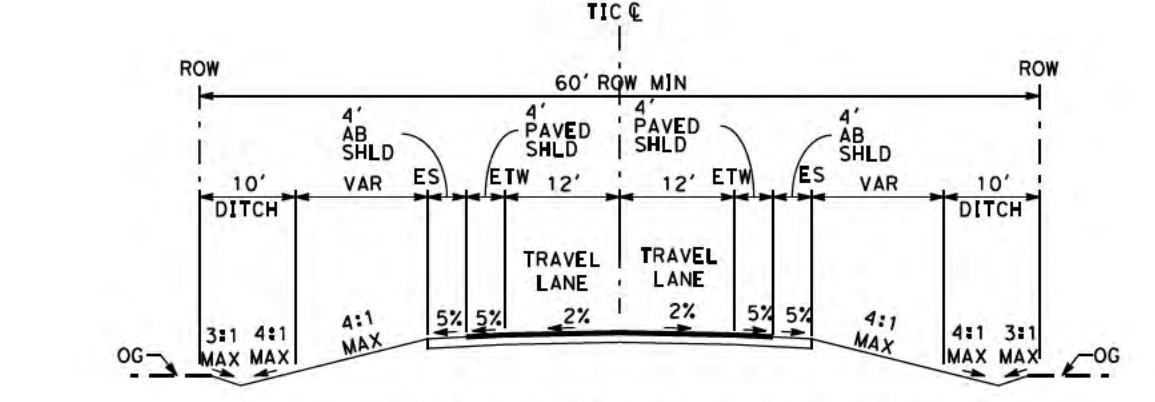 TIC ℄
ROW
ROW
60' ROW MIN
4'
AB
SHLD
4'
PAVED
SHLD
4'
PAVED
SHLD
4'
AB
SHLD
10'
DITCH
VAR
ES
ETW
12'
12'
ETW
ES
VAR
10'
DITCH
TRAVEL
LANE
TRAVEL
LANE
3:1
MAX
4:1
MAX
4:1
MAX
5%
5%
2%
2%
5%
5%
4:1
MAX
4:1
MAX
3:1
MAX
OG
OG